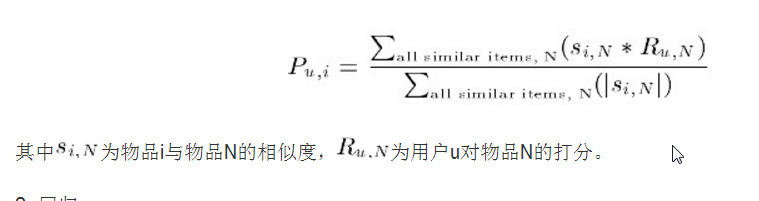 P_{u,i} = \frac{\sum_{\text{all similar items, N}} (s_{i,N} * R_{u,N})}{\sum_{\text{all similar items, N}} (|s_{i,N}|)}
其中s_{i,N}为物品i与物品N的相似度，R_{u,N}为用户u对物品N的打分。